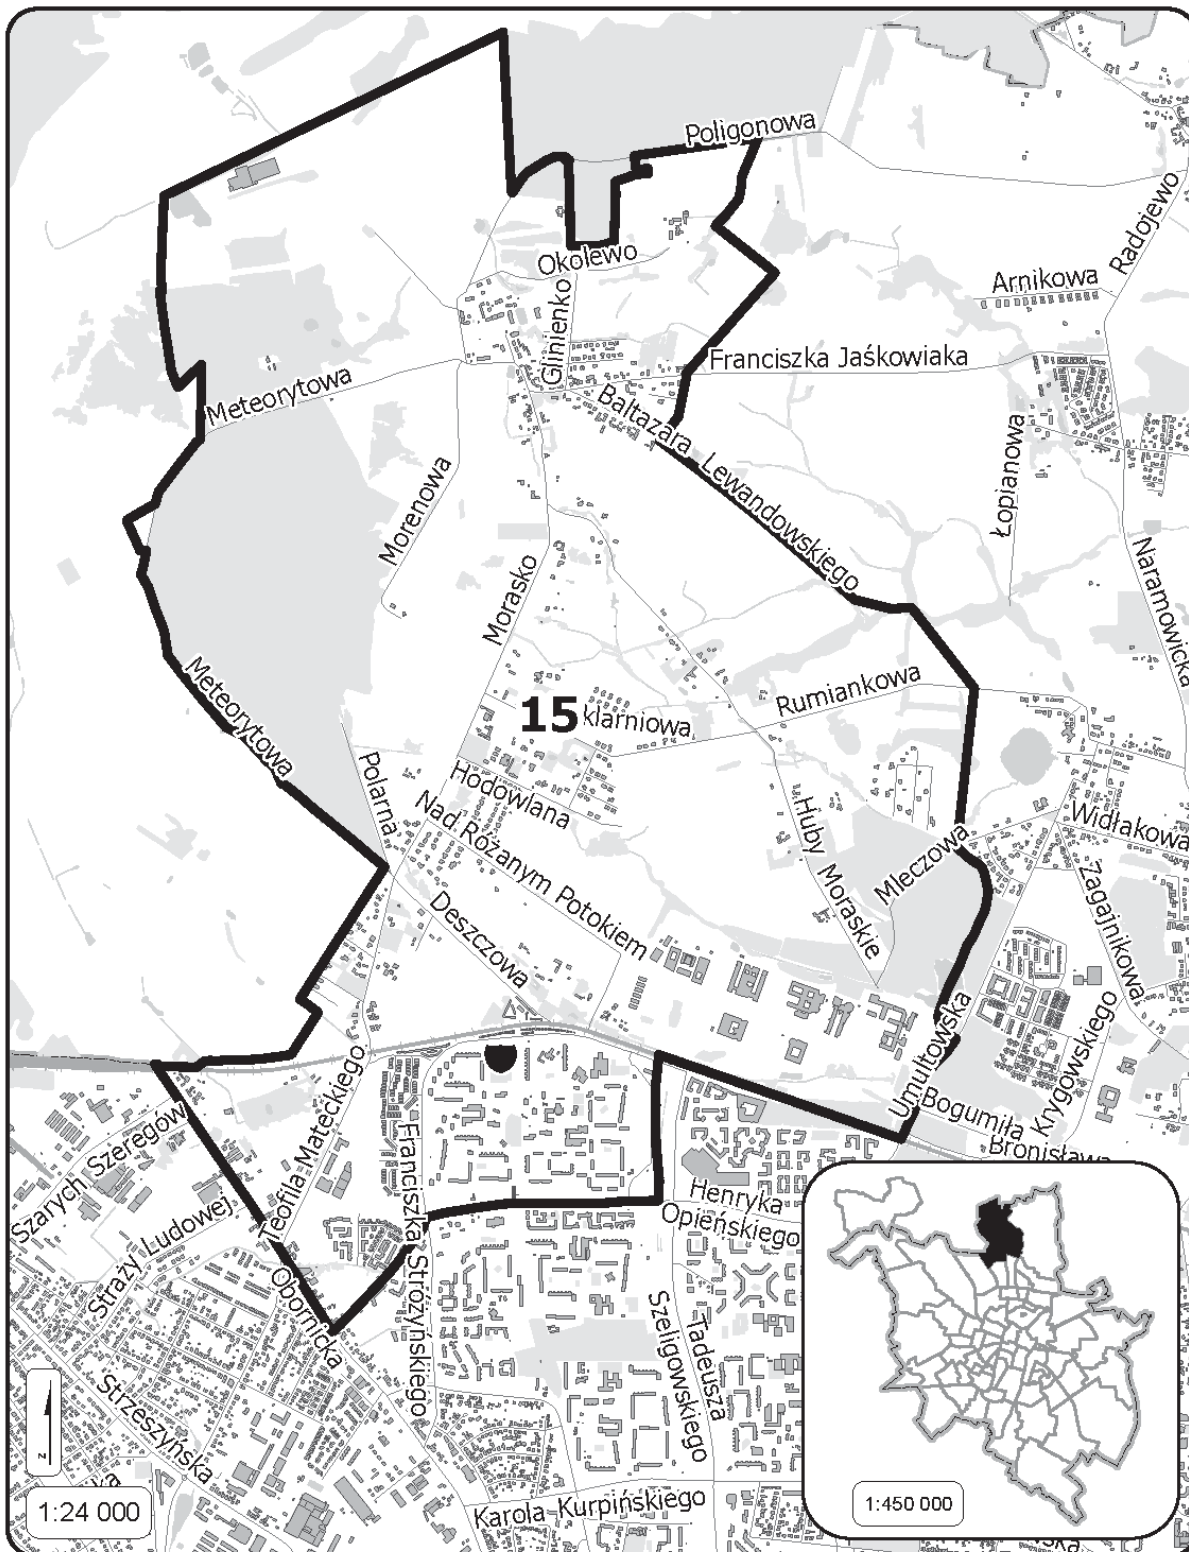 Poligonowa
Radojewo
Okolewo
Arnikowa
Glinienko
Franciszka Jaśkowiaka
Meteorytowa
Baltazara Lewandowskiego
Łopianowa
Morenowa
Naramowicka
Morasko
Meteorytowa
Rumiankowa
15
klarniowa
Polarna
Hodowlana
Nad Różanym Potokiem
Huby Moraskie
Widłakowa
Mleczowa
Zagajnikowa
Deszczowa
Umultowska
Krygowskiego
Bogumiła
Bronisława
Teofila Mateckiego
Szarych Szeregów
Franciszka Stróżyńskiego
Henryka
Opieńskiego
Straży Ludowej
Obornicka
Tadeusza
Szeligowskiego
Strzeszyńska
Karola Kurpińskiego
N
1:24 000
1:450 000